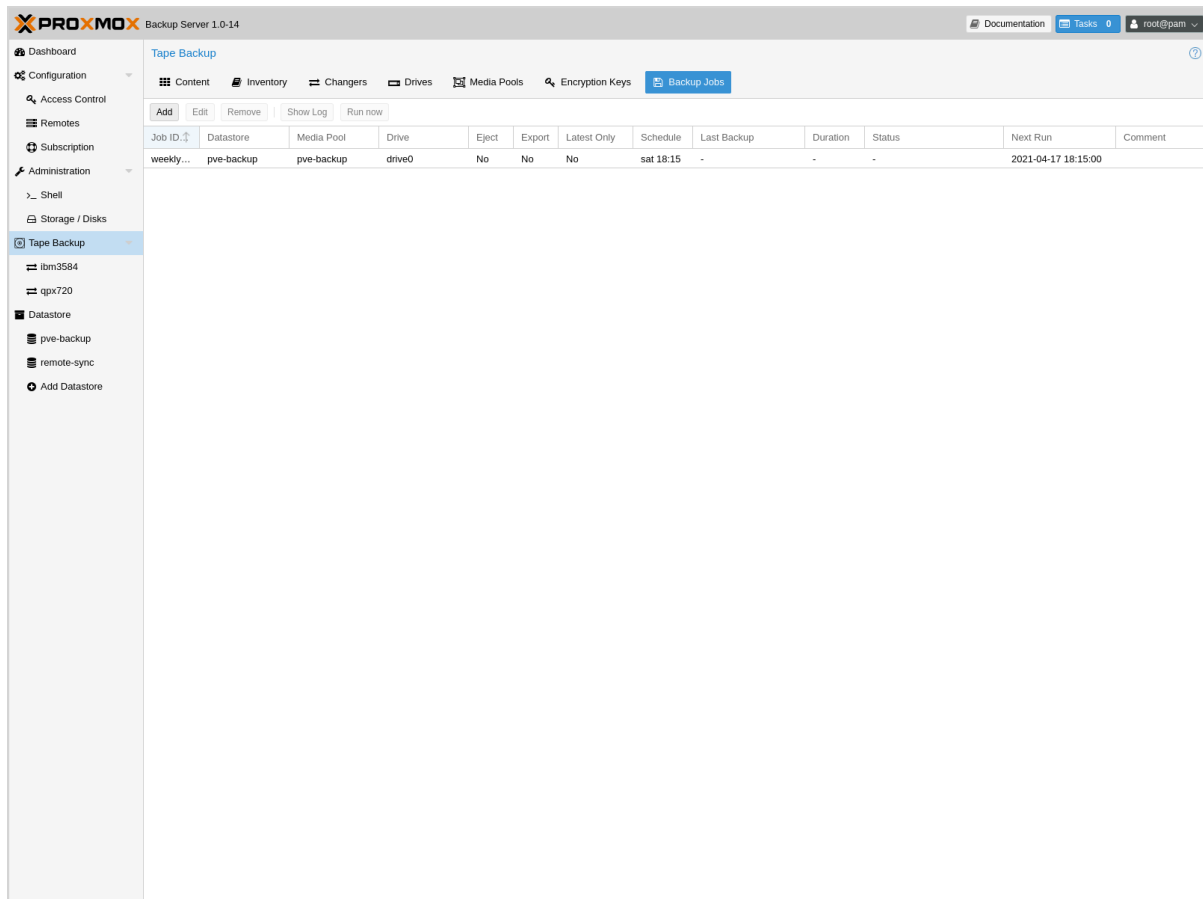 PROXMOX Backup Server 1.0-14 Documentation Tasks 0 root@pam
Dashboard
Configuration
Access Control
Remotes
Subscription
Administration
Shell
Storage / Disks
Tape Backup
ibm3584
qpx720
Datastore
pve-backup
remote-sync
Add Datastore
Tape Backup
Content Inventory Changers Drives Media Pools Encryption Keys Backup Jobs
Add Edit Remove Show Log Run now
Job ID Datastore Media Pool Drive Eject Export Latest Only Schedule Last Backup Duration Status Next Run Comment
weekly... pve-backup pve-backup drive0 No No No sat 18:15 - - - 2021-04-17 18:15:00